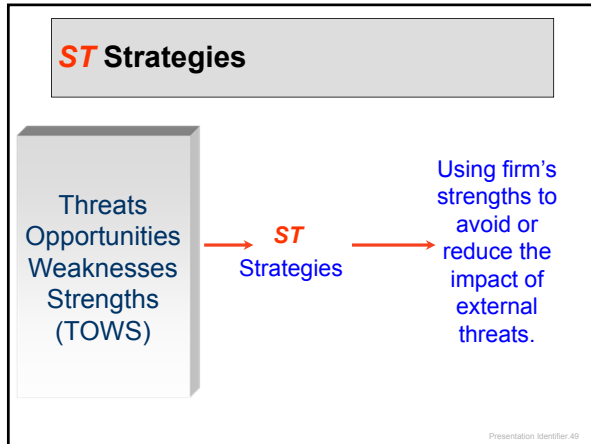 ST Strategies
Threats
Opportunities
Weaknesses
Strengths
(TOWS)
ST
Strategies
Using firm's
strengths to
avoid or
reduce the
impact of
external
threats.
Presentation Identifier.49